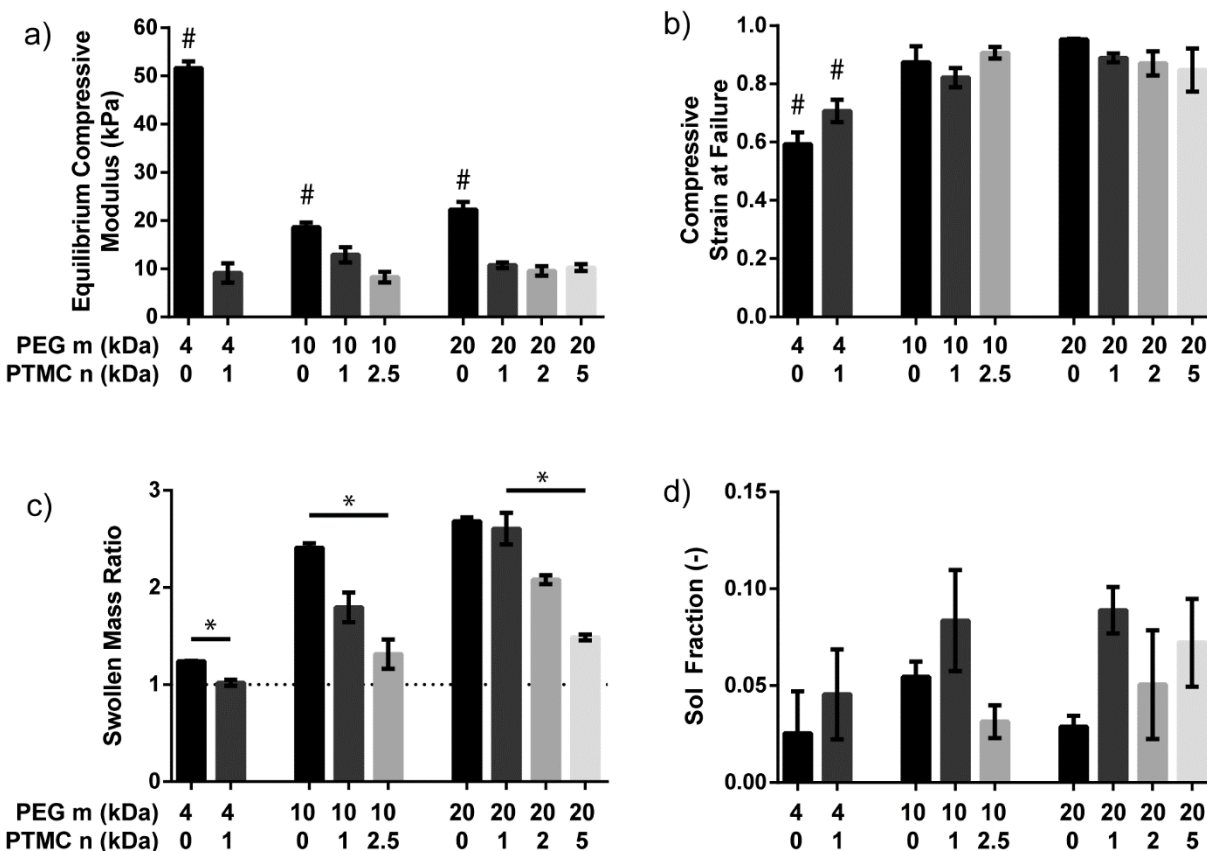 a)
Equilibrium Compressive
Modulus (kPa)
60
50
40
30
20
10
0
#
#
#
PEG m (kDa) 4 4 10 10 10 20 20 20 20
PTMC n (kDa) 0 1 0 1 2.5 0 1 2 5
b)
Compressive
Strain at Failure
1.0
0.8
0.6
0.4
0.2
0.0
#
#
4 4 10 10 10 20 20 20 20
0 1 0 1 2.5 0 1 2 5
c)
Swollen Mass Ratio
3
2
1
0
*
*
*
PEG m (kDa) 4 4 10 10 10 20 20 20 20
PTMC n (kDa) 0 1 0 1 2.5 0 1 2 5
d)
Sol Fraction (-)
0.15
0.10
0.05
0.00
4 4 10 10 10 20 20 20 20
0 1 0 1 2.5 0 1 2 5